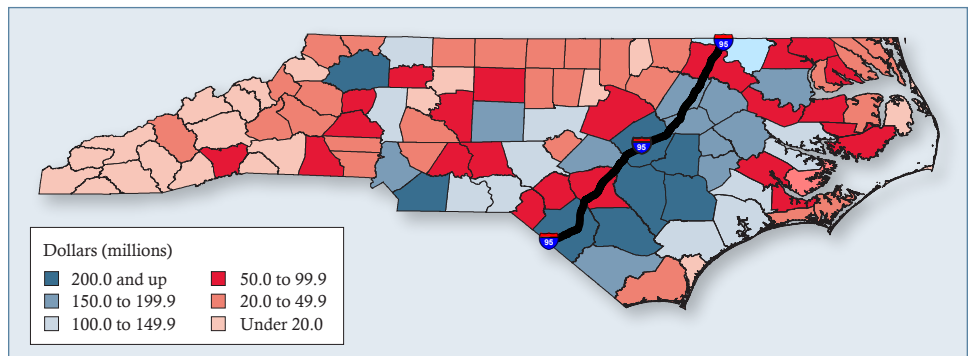 95
95
95
Dollars (millions)
200.0 and up
150.0 to 199.9
100.0 to 149.9
50.0 to 99.9
20.0 to 49.9
Under 20.0